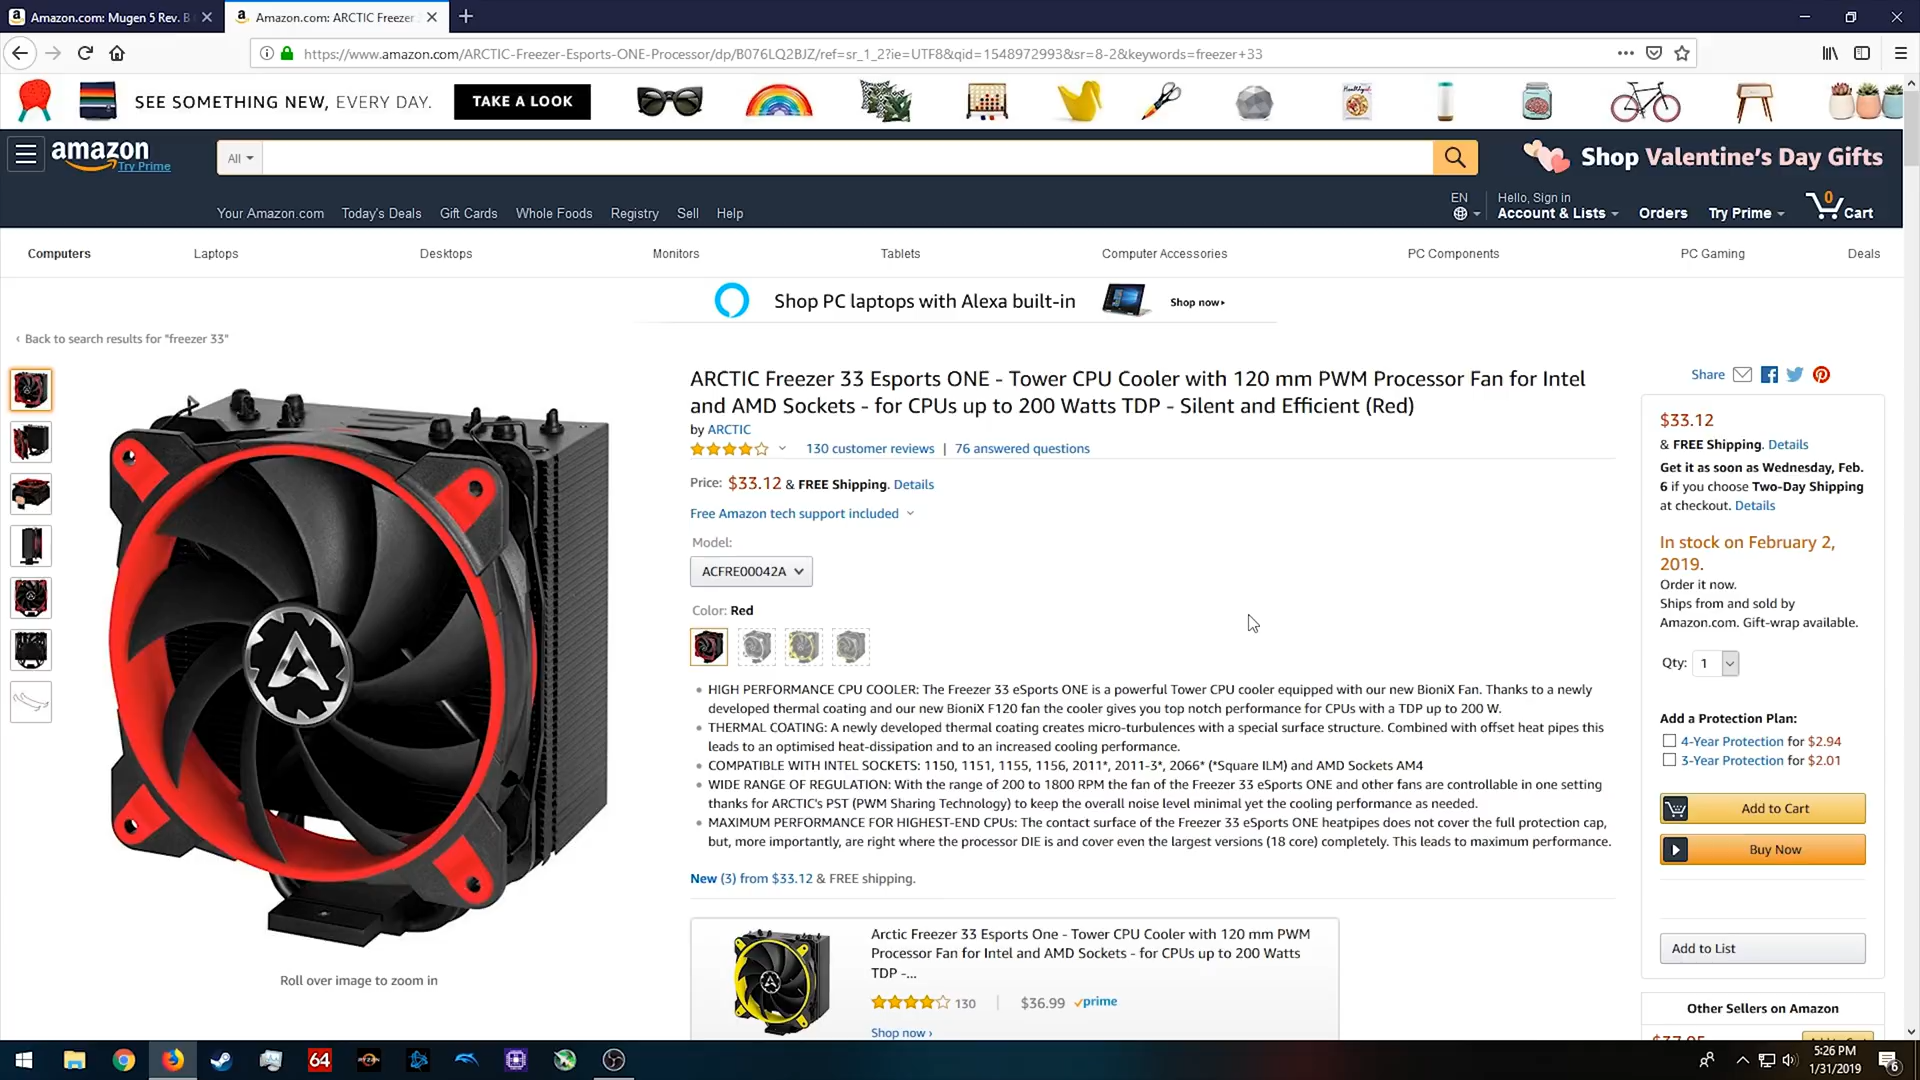 Amazon.com: Mugen 5 Rev. B
Amazon.com: ARCTIC Freezer
https://www.amazon.com/ARCTIC-Freezer-Esports-ONE-Processor/dp/B076LQ2BJZ/ref=sr_1_2?ie=UTF8&qid=1548972993&sr=8-2&keywords=freezer+33
SEE SOMETHING NEW, EVERY DAY. TAKE A LOOK
amazon
Try Prime
All
Shop Valentine's Day Gifts
Your Amazon.com Today's Deals Gift Cards Whole Foods Registry Sell Help
EN
Hello, Sign in
Account & Lists Orders Try Prime 0 Cart
Computers Laptops Desktops Monitors Tablets Computer Accessories PC Components PC Gaming Deals
Shop PC laptops with Alexa built-in Shop now
‹ Back to search results for "freezer 33"
ARCTIC Freezer 33 Esports ONE - Tower CPU Cooler with 120 mm PWM Processor Fan for Intel
and AMD Sockets - for CPUs up to 200 Watts TDP - Silent and Efficient (Red)
by ARCTIC
130 customer reviews | 76 answered questions
Price: $33.12 & FREE Shipping. Details
Free Amazon tech support included
Model:
ACFRE00042A
Color: Red
• HIGH PERFORMANCE CPU COOLER: The Freezer 33 eSports ONE is a powerful Tower CPU cooler equipped with our new BioniX Fan. Thanks to a newly
developed thermal coating and our new BioniX F120 fan the cooler gives you top notch performance for CPUs with a TDP up to 200 W.
• THERMAL COATING: A newly developed thermal coating creates micro-turbulences with a special surface structure. Combined with offset heat pipes this
leads to an optimised heat-dissipation and to an increased cooling performance.
• COMPATIBLE WITH INTEL SOCKETS: 1150, 1151, 1155, 1156, 2011*, 2011-3*, 2066* (*Square ILM) and AMD Sockets AM4
• WIDE RANGE OF REGULATION: With the range of 200 to 1800 RPM the fan of the Freezer 33 eSports ONE and other fans are controllable in one setting
thanks for ARCTIC's PST (PWM Sharing Technology) to keep the overall noise level minimal yet the cooling performance as needed.
• MAXIMUM PERFORMANCE FOR HIGHEST-END CPUs: The contact surface of the Freezer 33 eSports ONE heatpipes does not cover the full protection cap,
but, more importantly, are right where the processor DIE is and cover even the largest versions (18 core) completely. This leads to maximum performance.
New (3) from $33.12 & FREE shipping.
Arctic Freezer 33 Esports One - Tower CPU Cooler with 120 mm PWM
Processor Fan for Intel and AMD Sockets - for CPUs up to 200 Watts
TDP -...
130 | $36.99 prime
Shop now ›
Roll over image to zoom in
Share
$33.12
& FREE Shipping. Details
Get it as soon as Wednesday, Feb.
6 if you choose Two-Day Shipping
at checkout. Details
In stock on February 2,
2019.
Order it now.
Ships from and sold by
Amazon.com. Gift-wrap available.
Qty: 1
Add a Protection Plan:
4-Year Protection for $2.94
3-Year Protection for $2.01
Add to Cart
Buy Now
Add to List
Other Sellers on Amazon
64
RYZEN
5:26 PM
1/31/2019
6